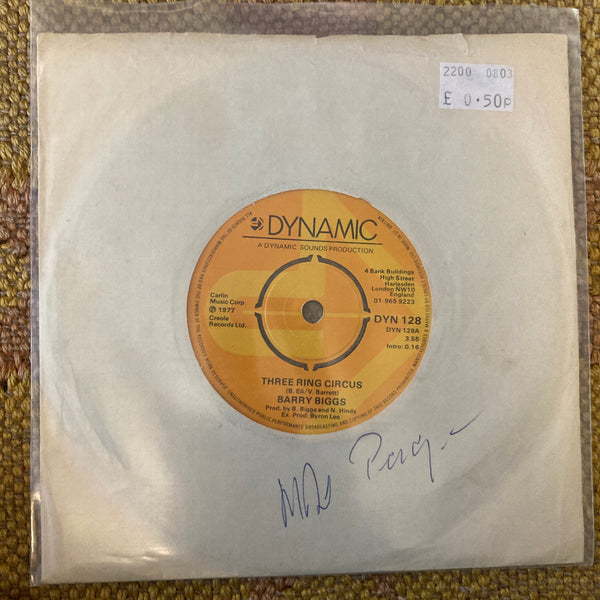 2200 0803
£ 0.50p
DYNAMIC
A DYNAMIC SOUNDS PRODUCTION
4 Bank Buildings
High Street
Harlesden
London NW10
England
01 965 9223
Carlin
Music Corp.
℗ 1977
Creole
Records Ltd.
DYN 128
DYN 128A
3.55
Intro: 0.16
THREE RING CIRCUS
(B. Eli/V. Barrett)
BARRY BIGGS
Prod. by B. Biggs and N. Hinds
Ex. Prod. Byron Lee